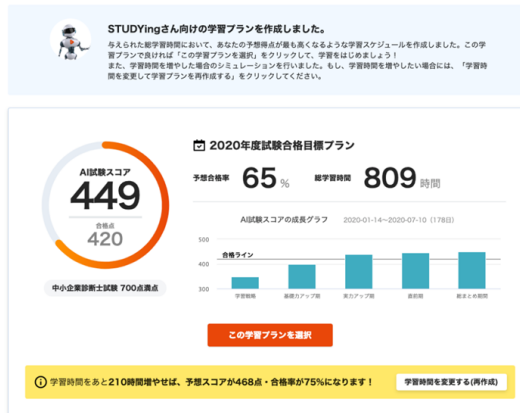 STUDYingさん向けの学習プランを作成しました。
与えられた総学習時間において、あなたの予想得点が最も高くなるような学習スケジュールを作成しました。この学
習プランで良ければ「この学習プランを選択」をクリックして、学習をはじめましょう！
また、学習時間を増やした場合のシミュレーションを行いました。もし、学習時間を増やしたい場合には、「学習時
間を変更して学習プランを再作成する」をクリックしてください。
2020年度試験合格目標プラン
AI試験スコア
449
合格点
420
中小企業診断士試験 700点満点
予想合格率 65 % 総学習時間 809 時間
AI試験スコアの成長グラフ 2020-01-14〜2020-07-10（178日）
500
合格ライン
400
300
学習戦略 基礎力アップ期 実力アップ期 直前期 総まとめ期間
この学習プランを選択
学習時間をあと210時間増やせば、予想スコアが468点・合格率が75%になります！
学習時間を変更する(再作成)